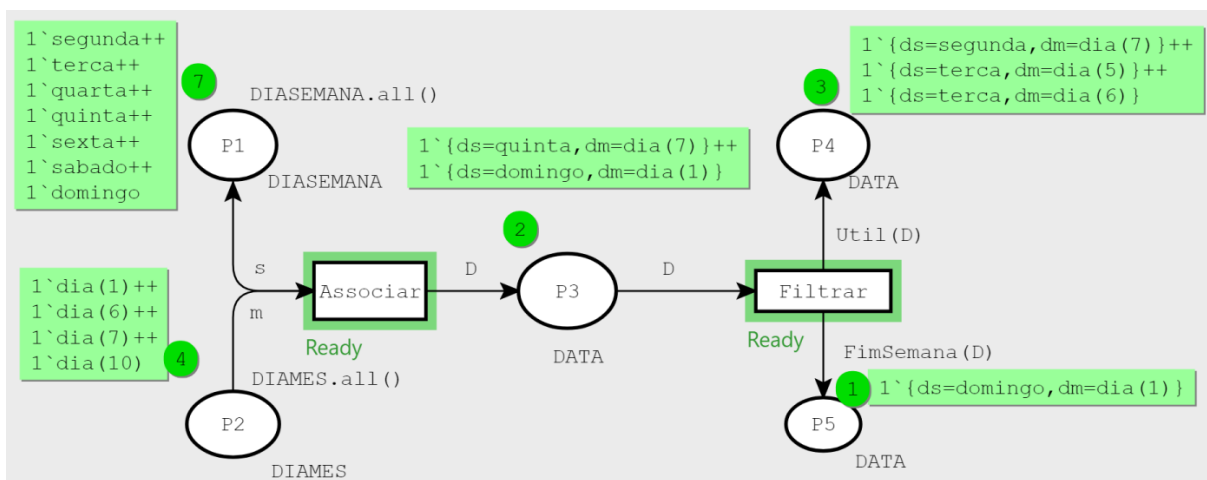 1`segunda++
1`terca++
1`quarta++
1`quinta++
1`sexta++
1`sabado++
1`domingo
7
DIASEMANA.all()
P1
DIASEMANA
1`{ds=quinta,dm=dia(7)}++
1`{ds=domingo,dm=dia(1)}
2
1`{ds=segunda,dm=dia(7)}++
1`{ds=terca,dm=dia(5)}++
1`{ds=terca,dm=dia(6)}
3
P4
DATA
Util(D)
1`dia(1)++
1`dia(6)++
1`dia(7)++
1`dia(10)
4
s
m
Associar
Ready
D
P3
DATA
D
Filtrar
Ready
DIAMES.all()
P2
DIAMES
FimSemana(D)
1
1`{ds=domingo,dm=dia(1)}
P5
DATA